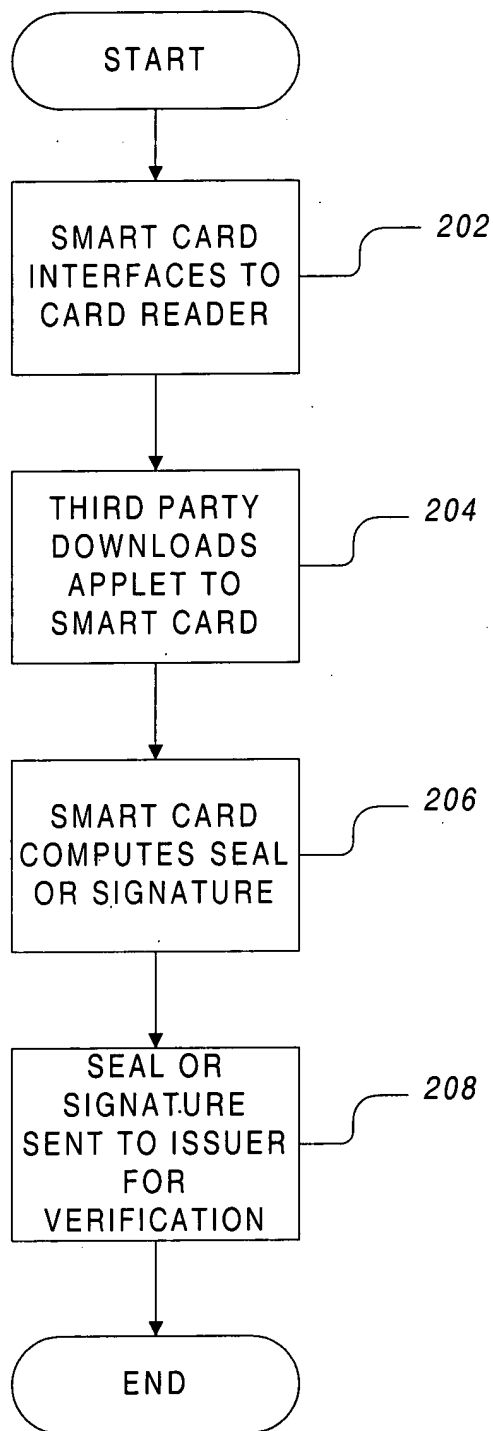 START
SMART CARD
INTERFACES TO
CARD READER
202
THIRD PARTY
DOWNLOADS
APPLET TO
SMART CARD
204
SMART CARD
COMPUTES SEAL
OR SIGNATURE
206
SEAL OR
SIGNATURE
SENT TO ISSUER
FOR
VERIFICATION
208
END